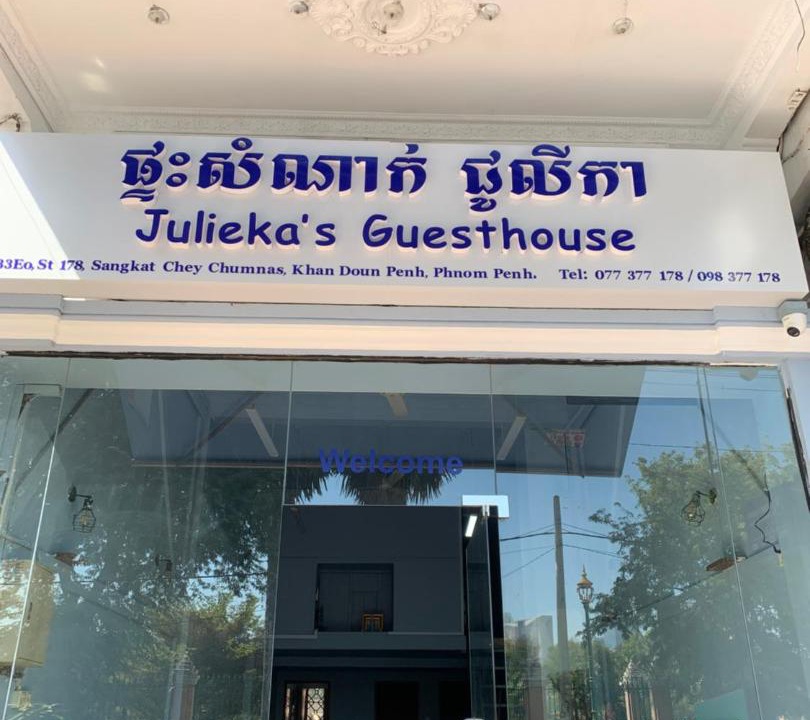 ផ្ទះសំណាក់ ជូលីកា
Julieka's Guesthouse
33Eo, St 178, Sangkat Chey Chumnas, Khan Doun Penh, Phnom Penh. Tel: 077 377 178 / 098 377 178
Welcome